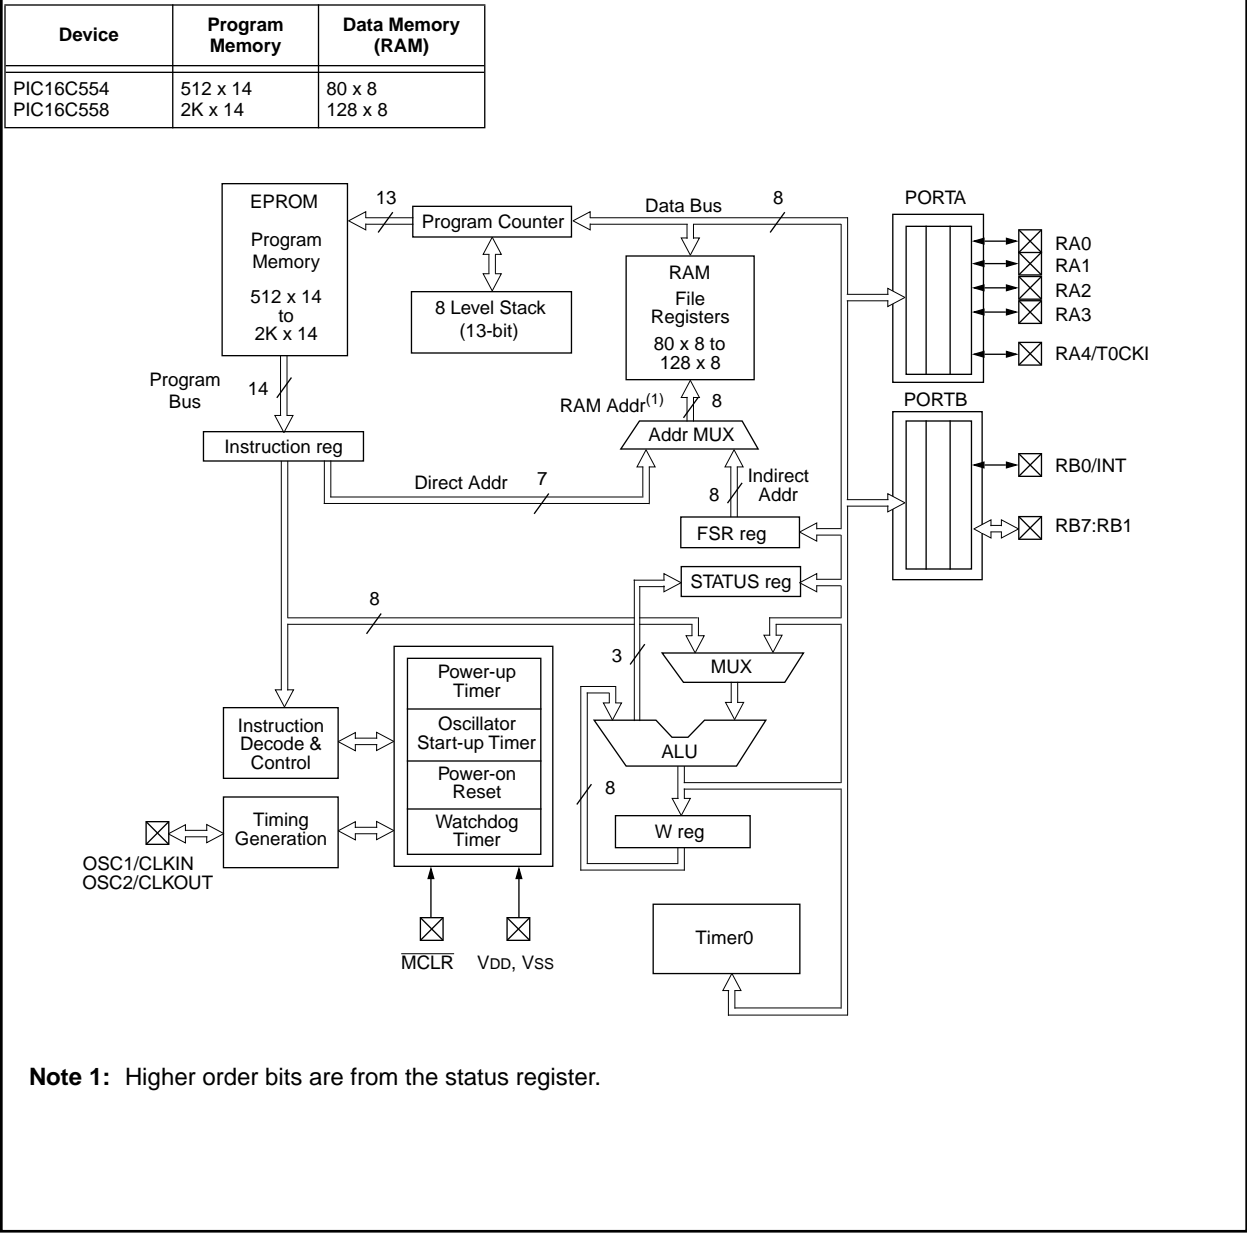 Device Program Memory Data Memory (RAM)
PIC16C554 512 x 14 80 x 8
PIC16C558 2K x 14 128 x 8
EPROM
Program
Memory
512 x 14
to
2K x 14
13
Program Counter
8 Level Stack
(13-bit)
Data Bus
8
RAM
File
Registers
80 x 8 to
128 x 8
PORTA
RA0
RA1
RA2
RA3
RA4/T0CKI
Program
Bus
14
RAM Addr(1)
8
Addr MUX
Instruction reg
Direct Addr
7
8
Indirect
Addr
FSR reg
STATUS reg
PORTB
RB0/INT
RB7:RB1
8
3
MUX
ALU
8
W reg
Power-up
Timer
Oscillator
Start-up Timer
Power-on
Reset
Watchdog
Timer
Instruction
Decode &
Control
Timing
Generation
OSC1/CLKIN
OSC2/CLKOUT
MCLR
VDD, VSS
Timer0
Note 1: Higher order bits are from the status register.